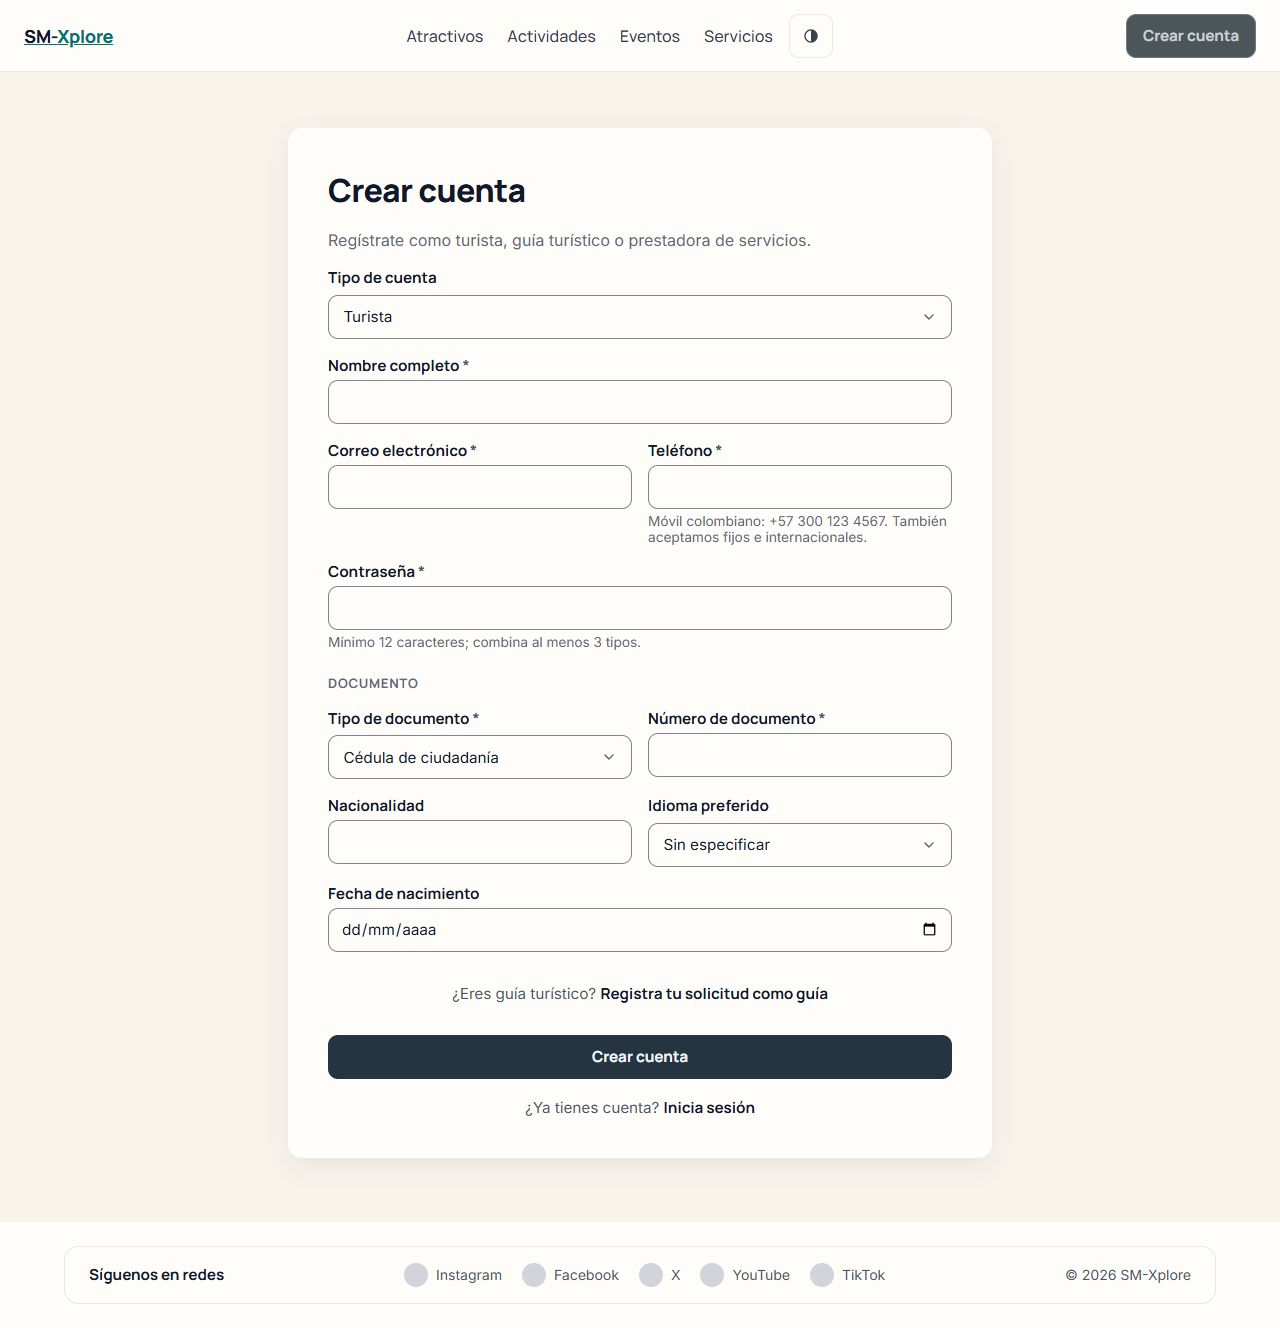 SM-Xplore
Atractivos
Actividades
Eventos
Servicios
Crear cuenta
Crear cuenta
Regístrate como turista, guía turístico o prestadora de servicios.
Tipo de cuenta
Turista
Nombre completo *
Correo electrónico *
Teléfono *
Móvil colombiano: +57 300 123 4567. También
aceptamos fijos e internacionales.
Contraseña *
Mínimo 12 caracteres; combina al menos 3 tipos.
DOCUMENTO
Tipo de documento *
Cédula de ciudadanía
Número de documento *
Nacionalidad
Idioma preferido
Sin especificar
Fecha de nacimiento
dd/mm/aaaa
¿Eres guía turístico? Registra tu solicitud como guía
Crear cuenta
¿Ya tienes cuenta? Inicia sesión
Síguenos en redes
Instagram
Facebook
X
YouTube
TikTok
© 2026 SM-Xplore